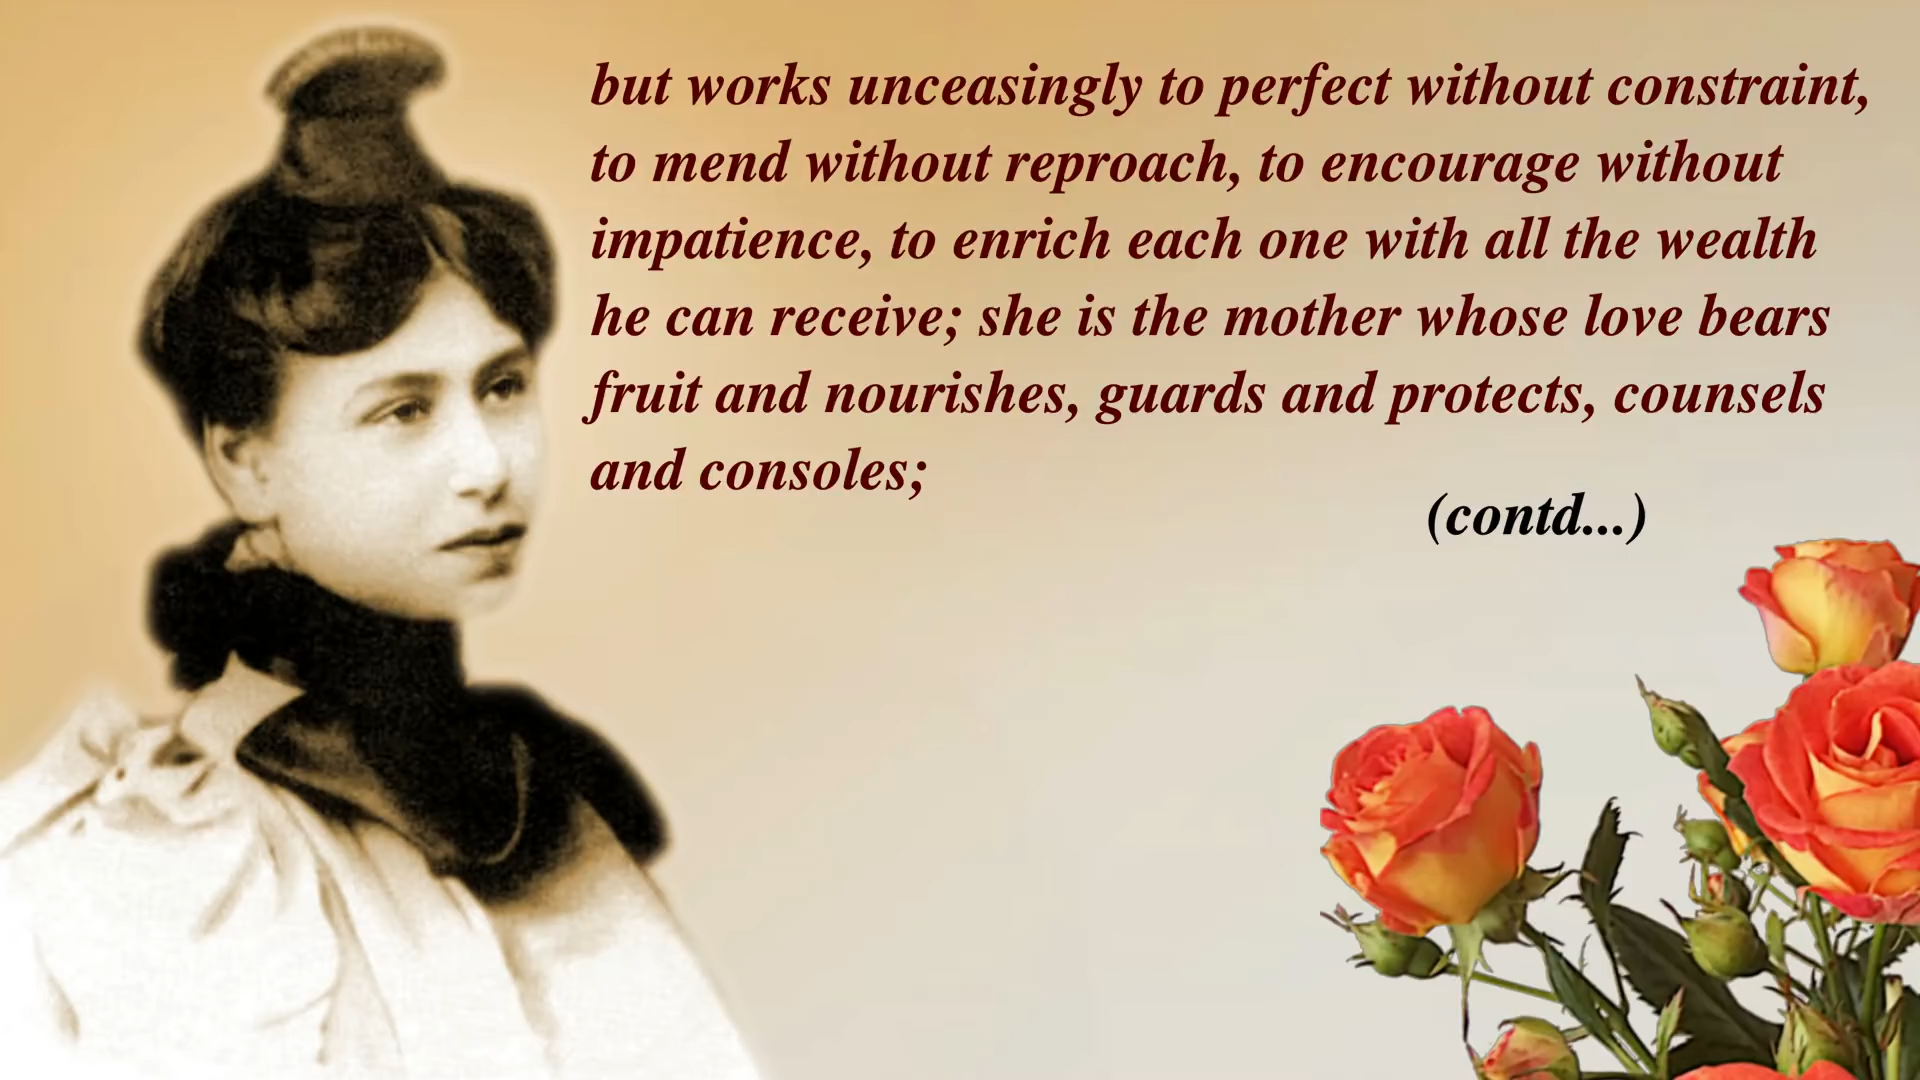 but works unceasingly to perfect without constraint,
to mend without reproach, to encourage without
impatience, to enrich each one with all the wealth
he can receive; she is the mother whose love bears
fruit and nourishes, guards and protects, counsels
and consoles;
(contd...)